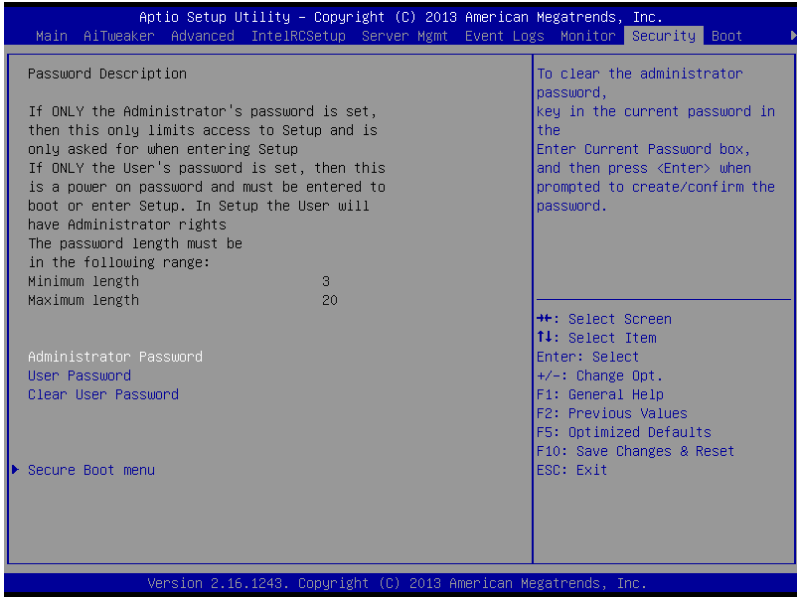 Aptio Setup Utility – Copyright (C) 2013 American Megatrends, Inc.
Main AiTweaker Advanced IntelRCSetup Server Mgmt Event Logs Monitor Security Boot
Password Description
If ONLY the Administrator's password is set,
then this only limits access to Setup and is
only asked for when entering Setup
If ONLY the User's password is set, then this
is a power on password and must be entered to
boot or enter Setup. In Setup the User will
have Administrator rights
The password length must be
in the following range:
Minimum length 3
Maximum length 20
Administrator Password
User Password
Clear User Password
Secure Boot menu
To clear the administrator
password,
key in the current password in
the
Enter Current Password box,
and then press <Enter> when
prompted to create/confirm the
password.
→←: Select Screen
↑↓: Select Item
Enter: Select
+/-: Change Opt.
F1: General Help
F2: Previous Values
F5: Optimized Defaults
F10: Save Changes & Reset
ESC: Exit
Version 2.16.1243. Copyright (C) 2013 American Megatrends, Inc.